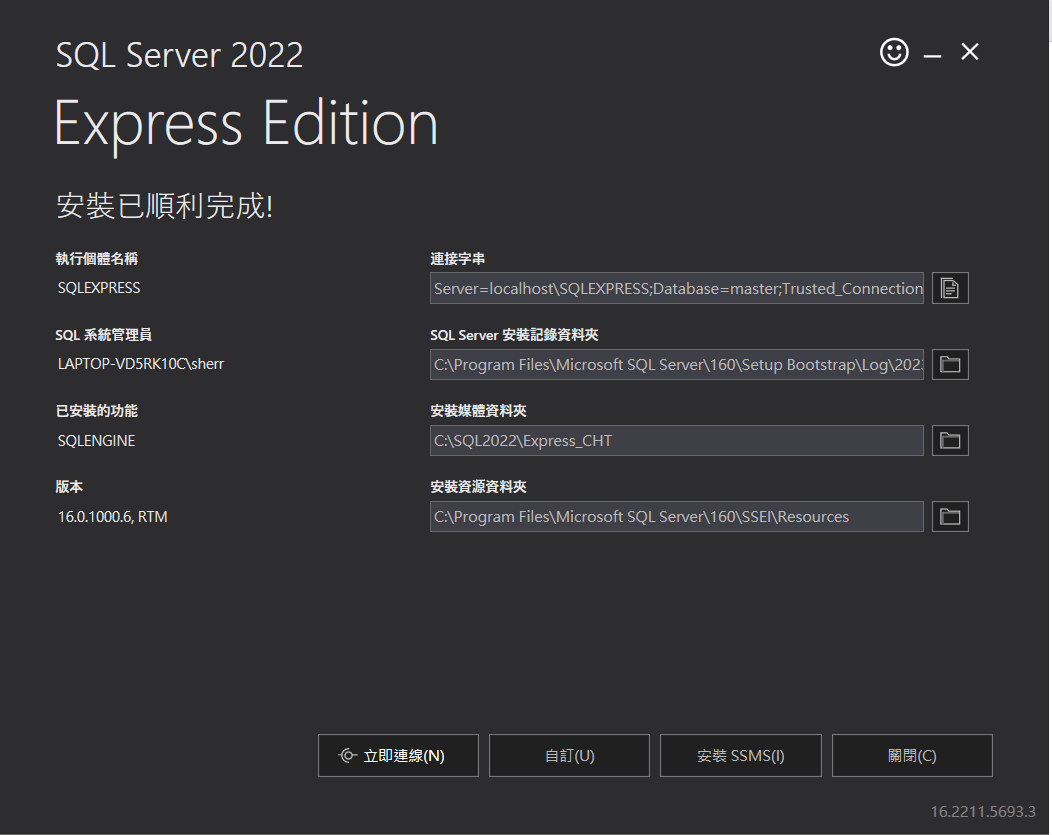 SQL Server 2022
Express Edition
安裝已順利完成!
執行個體名稱
SQLEXPRESS
連接字串
Server=localhost\SQLEXPRESS;Database=master;Trusted_Connection
SQL 系統管理員
LAPTOP-VD5RK10C\sherr
SQL Server 安裝記錄資料夾
C:\Program Files\Microsoft SQL Server\160\Setup Bootstrap\Log\202
已安裝的功能
SQLENGINE
安裝媒體資料夾
C:\SQL2022\Express_CHT
版本
16.0.1000.6, RTM
安裝資源資料夾
C:\Program Files\Microsoft SQL Server\160\SSEI\Resources
立即連線(N)
自訂(U)
安裝 SSMS(I)
關閉(C)
16.2211.5693.3